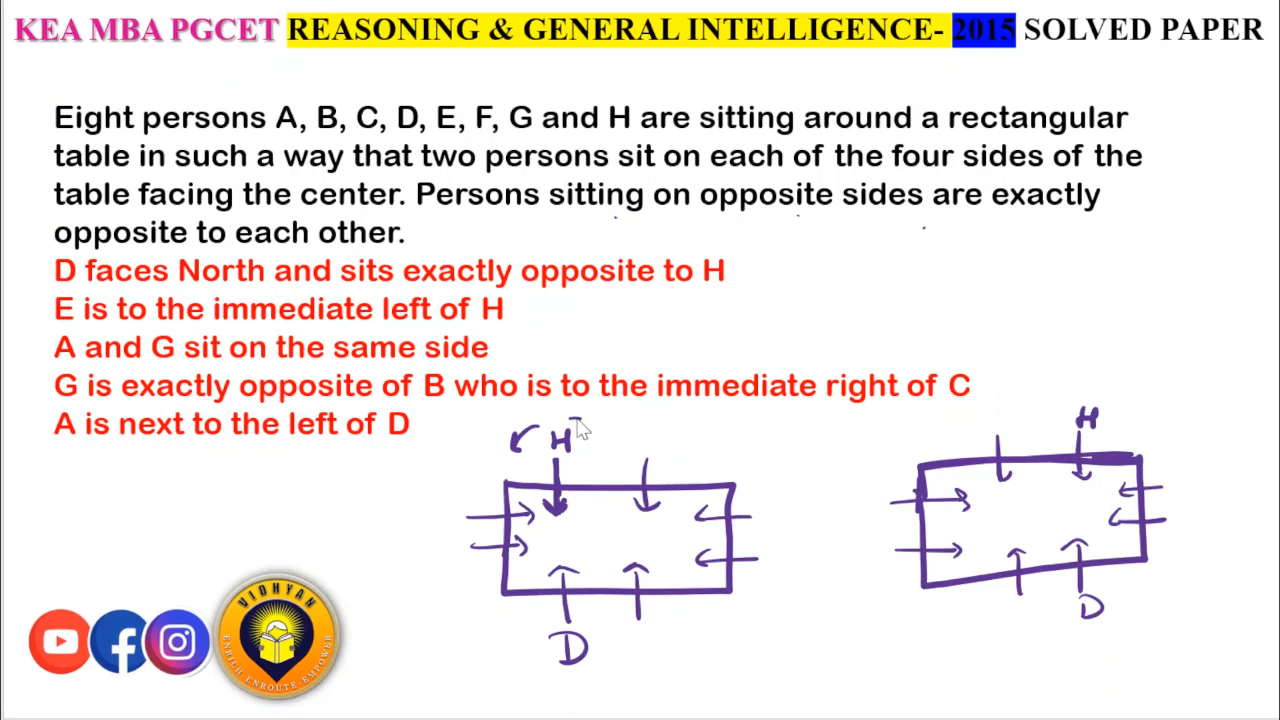 KEA MBA PGCET REASONING & GENERAL INTELLIGENCE- 2015 SOLVED PAPER
Eight persons A, B, C, D, E, F, G and H are sitting around a rectangular
table in such a way that two persons sit on each of the four sides of the
table facing the center. Persons sitting on opposite sides are exactly
opposite to each other.
D faces North and sits exactly opposite to H
E is to the immediate left of H
A and G sit on the same side
G is exactly opposite of B who is to the immediate right of C
A is next to the left of D
H
H
D
D
VIDHYAN
ENRICH-ENROUTE-EMPOWER